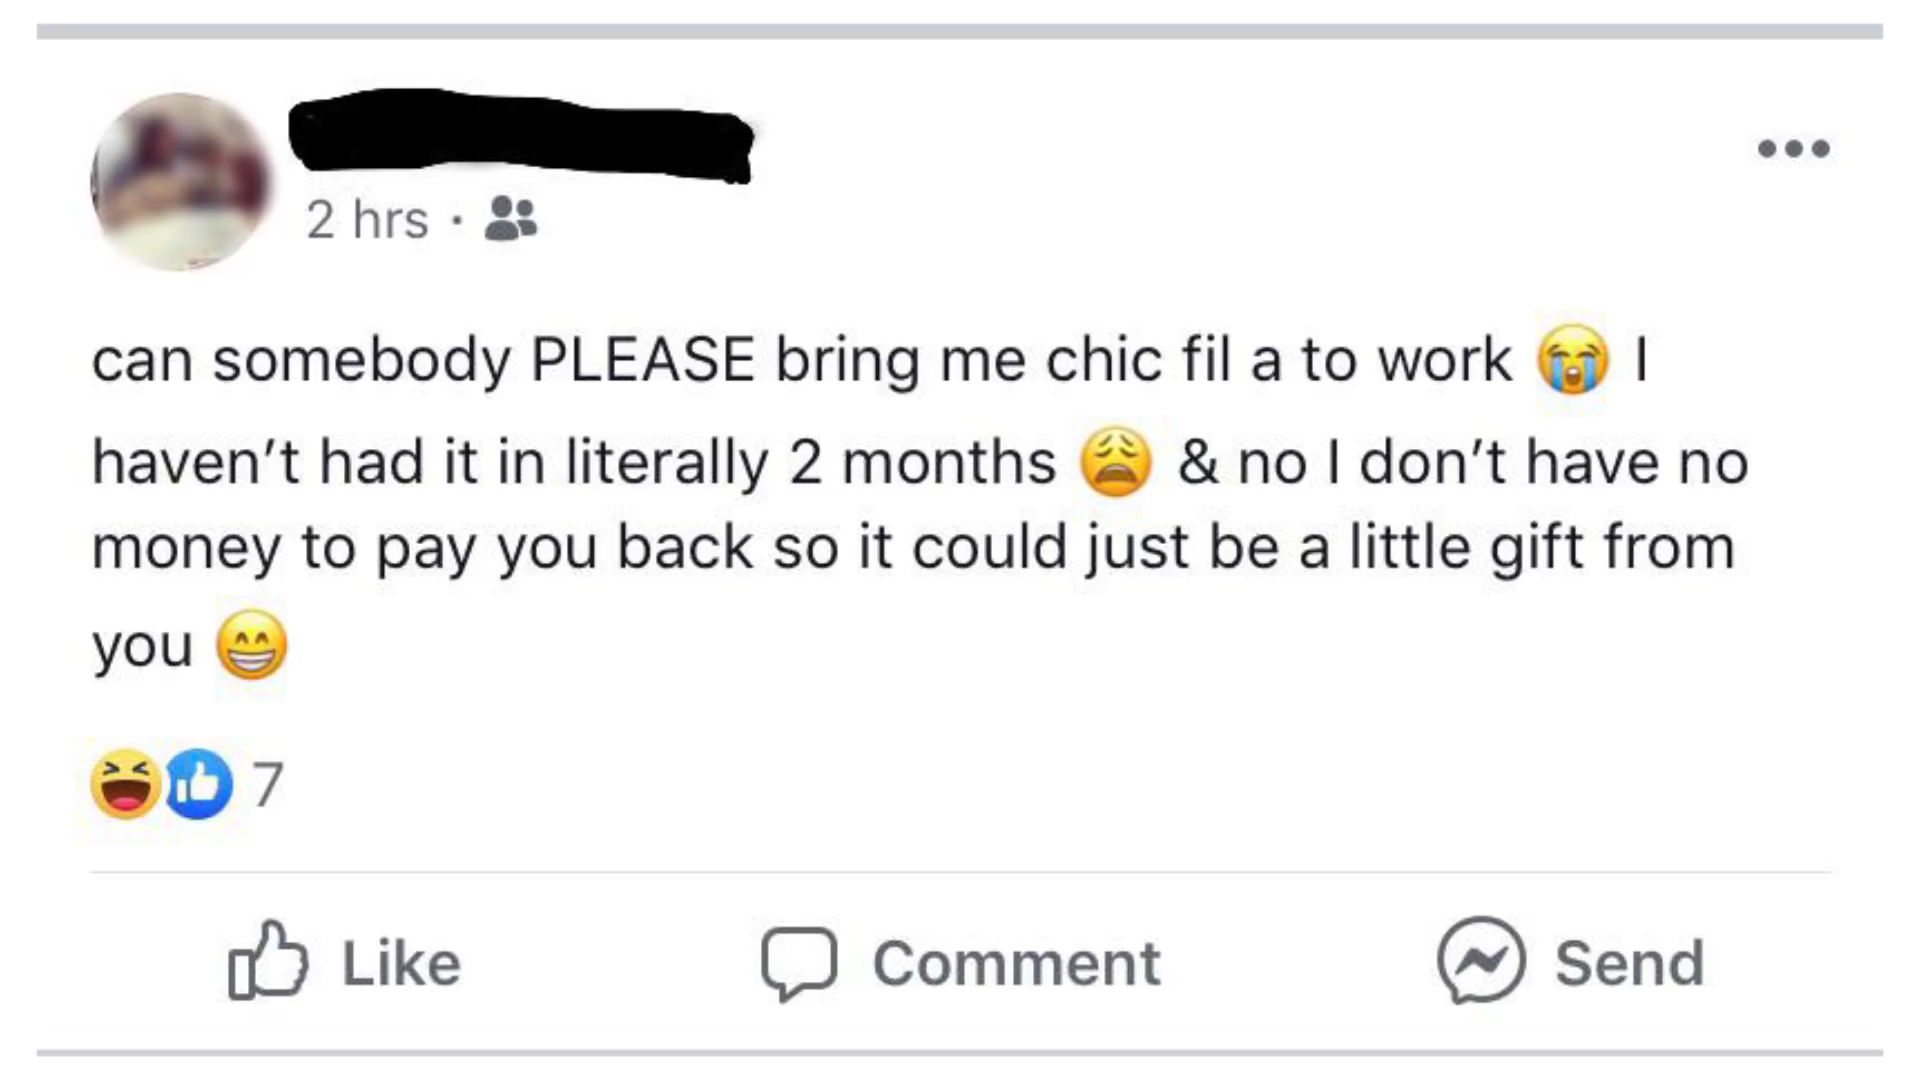 2 hrs ·
can somebody PLEASE bring me chic fil a to work 😭 I
haven't had it in literally 2 months 😩 & no I don't have no
money to pay you back so it could just be a little gift from
you 😁
7
Like Comment Send